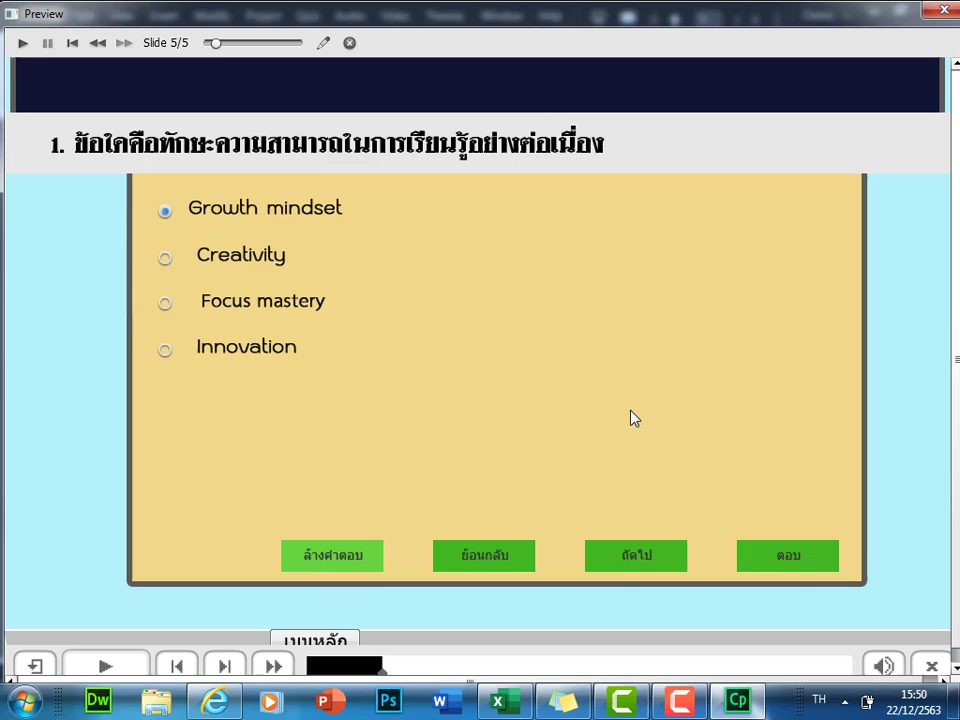 Preview
Slide 5/5
1. ข้อใดคือทักษะความสามารถในการเรียนรู้อย่างต่อเนื่อง
Growth mindset
Creativity
Focus mastery
Innovation
ล้างคำตอบ
ย้อนกลับ
ถัดไป
ตอบ
เมนูหลัก
Dw
Ps
W
Cp
TH
15:50
22/12/2563